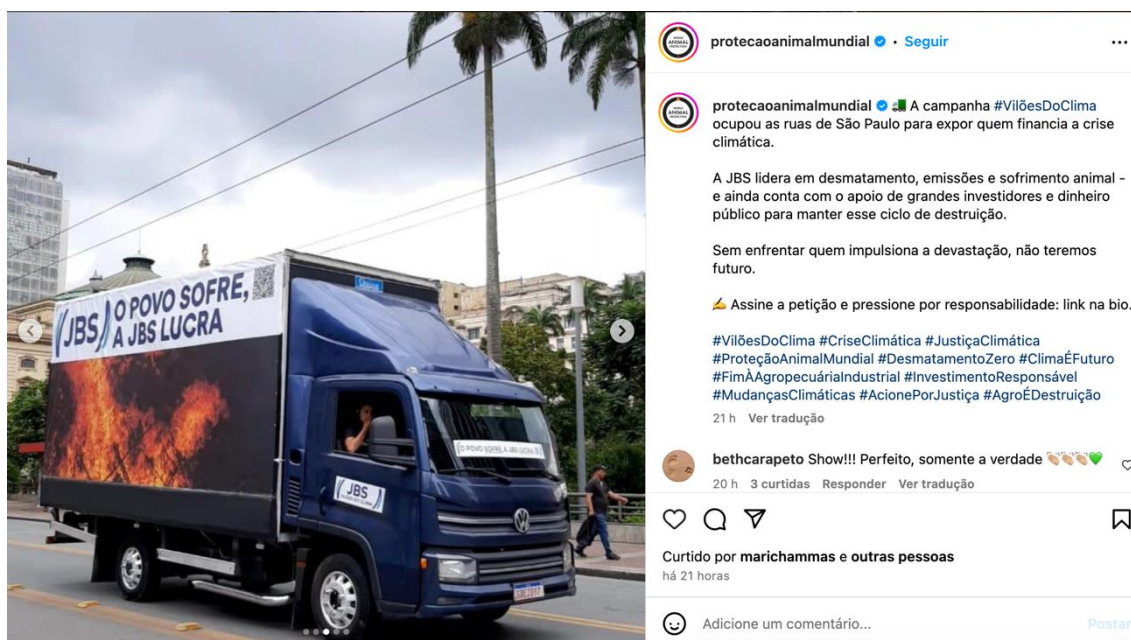 JBS
O POVO SOFRE,
A JBS LUCRA
O POVO SOFRE, A JBS LUCRA
JBS
protecaoanimalmundial • Seguir
protecaoanimalmundial A campanha #VilõesDoClima
ocupou as ruas de São Paulo para expor quem financia a crise
climática.
A JBS lidera em desmatamento, emissões e sofrimento animal -
e ainda conta com o apoio de grandes investidores e dinheiro
público para manter esse ciclo de destruição.
Sem enfrentar quem impulsiona a devastação, não teremos
futuro.
✍️ Assine a petição e pressione por responsabilidade: link na bio.
#VilõesDoClima #CriseClimática #JustiçaClimática
#ProteçãoAnimalMundial #DesmatamentoZero #ClimaÉFuturo
#FimÀAgropecuáriaIndustrial #InvestimentoResponsável
#MudançasClimáticas #AcionePorJustiça #AgroÉDestruição
21 h Ver tradução
bethcarapeto Show!!! Perfeito, somente a verdade 👏🏼👏🏼👏🏼💚
20 h 3 curtidas Responder Ver tradução
Curtido por marichammas e outras pessoas
há 21 horas
Adicione um comentário...
Postar